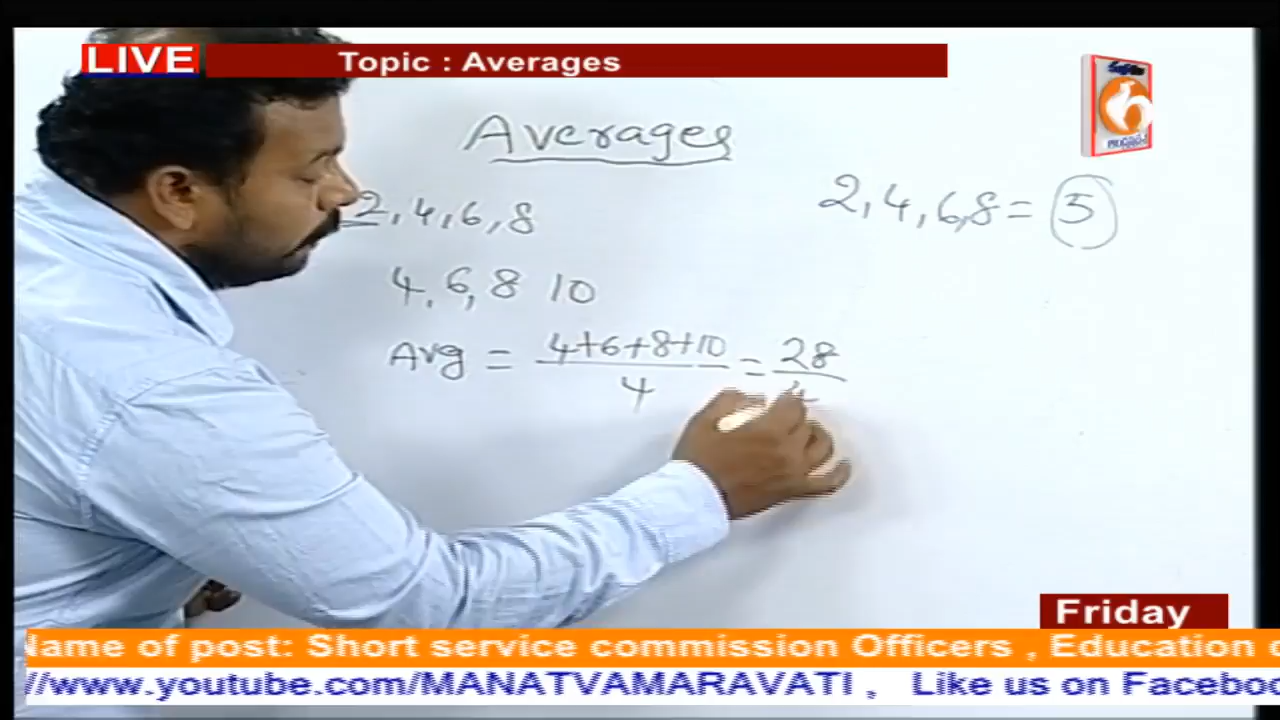 LIVE Topic : Averages
Averages
2, 4, 6, 8
2, 4, 6, 8 = 5
4, 6, 8 10
Avg = 4+6+8+10 / 4 = 28 / 4
Friday
Name of post: Short service commission Officers , Education
//www.youtube.com/MANATVAMARAVATI , Like us on Facebo